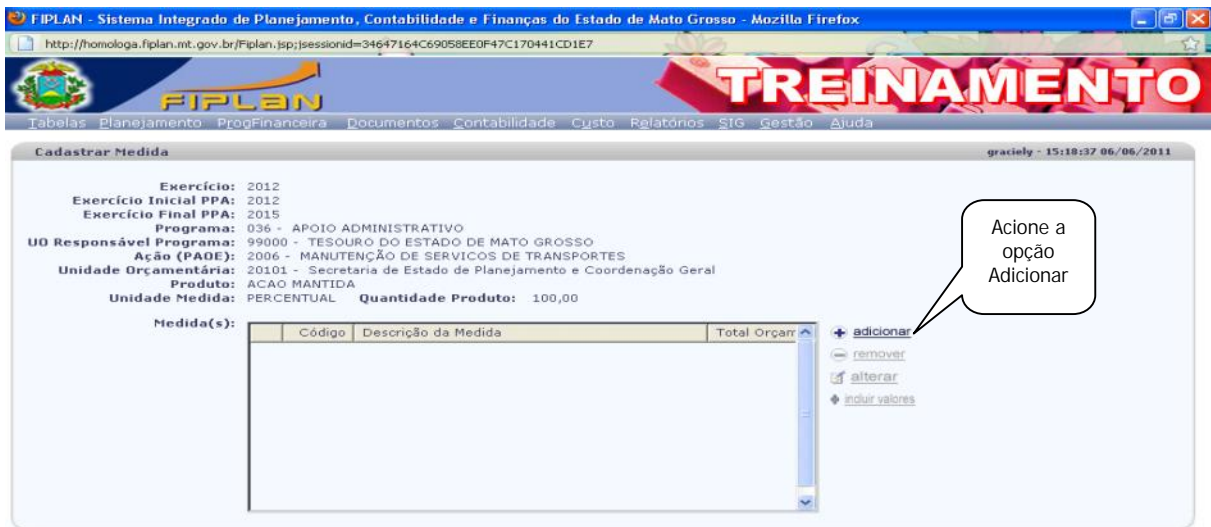 FIPLAN - Sistema Integrado de Planejamento, Contabilidade e Finanças do Estado de Mato Grosso - Mozilla Firefox
http://homologa.fiplan.mt.gov.br/Fiplan.jsp;jsessionid=34647164C69058EE0F47C170441CD1E7
FIPLAN
TREINAMENTO
Tabelas Planejamento ProgFinanceira Documentos Contabilidade Custo Relatórios SIG Gestão Ajuda
Cadastrar Medida graciely - 15:18:37 06/06/2011
Exercício: 2012
Exercício Inicial PPA: 2012
Exercício Final PPA: 2015
Programa: 036 - APOIO ADMINISTRATIVO
UO Responsável Programa: 99000 - TESOURO DO ESTADO DE MATO GROSSO
Ação (PAOE): 2006 - MANUTENÇÃO DE SERVICOS DE TRANSPORTES
Unidade Orçamentária: 20101 - Secretaria de Estado de Planejamento e Coordenação Geral
Produto: ACAO MANTIDA
Unidade Medida: PERCENTUAL Quantidade Produto: 100,00
Medida(s):
Código Descrição da Medida Total Orçam
adicionar
remover
alterar
incluir valores
Acione a
opção
Adicionar